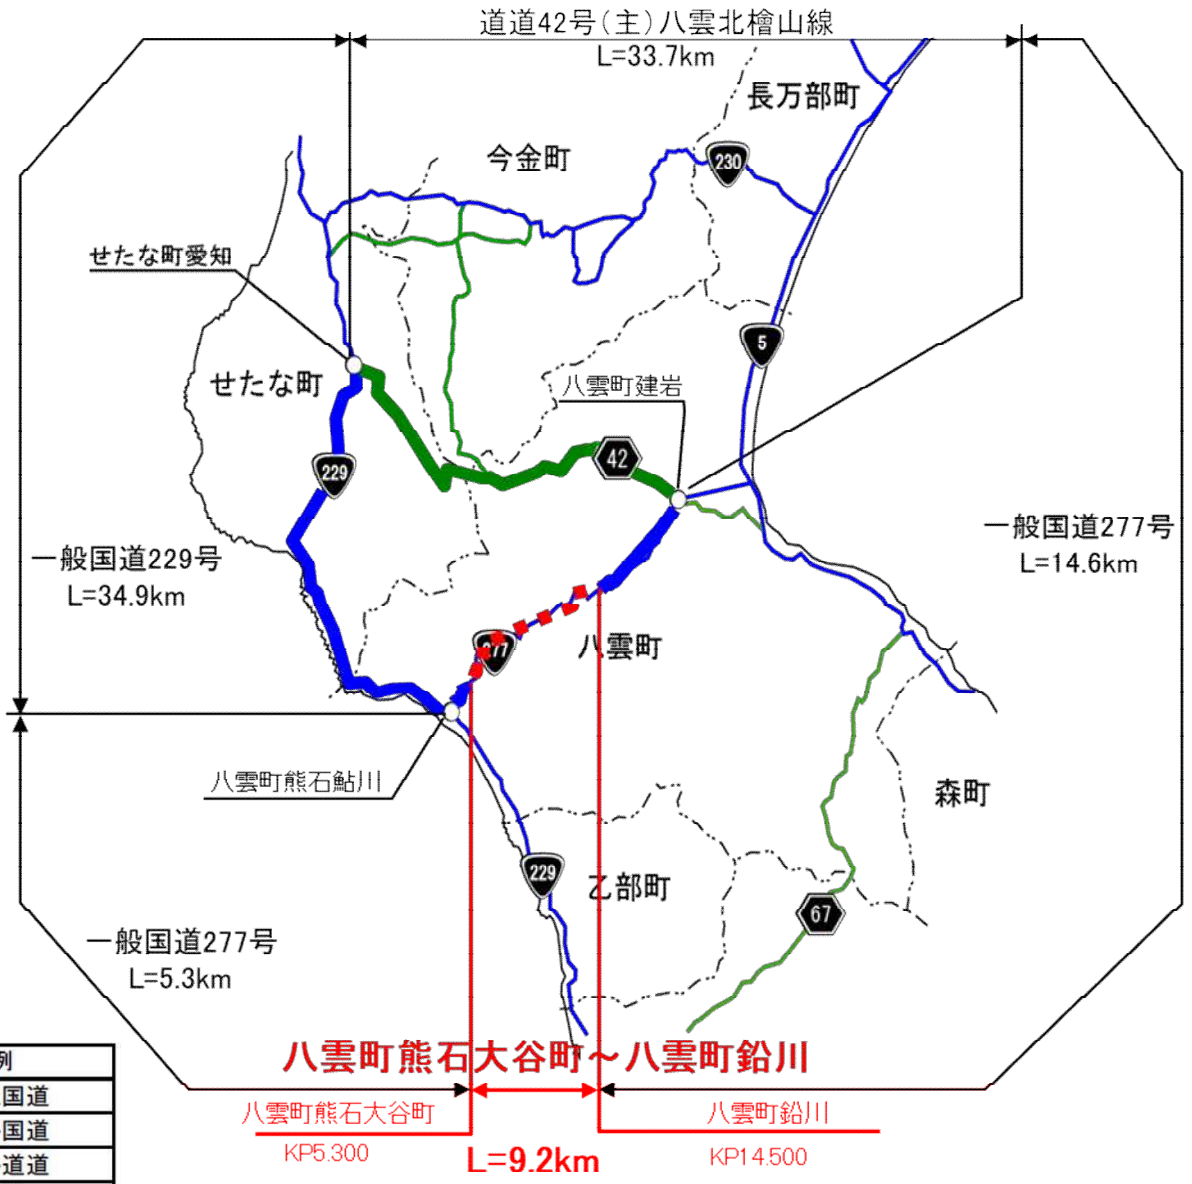 道道42号(主)八雲北檜山線
L=33.7km
長万部町
今金町
230
せたな町愛知
5
せたな町
八雲町建岩
42
229
一般国道229号
L=34.9km
一般国道277号
L=14.6km
八雲町
八雲町熊石鮎川
森町
229
乙部町
67
一般国道277号
L=5.3km
八雲町熊石大谷町～八雲町鉛川
八雲町熊石大谷町
KP5.300
L=9.2km
八雲町鉛川
KP14.500
例
国道
国道
道道